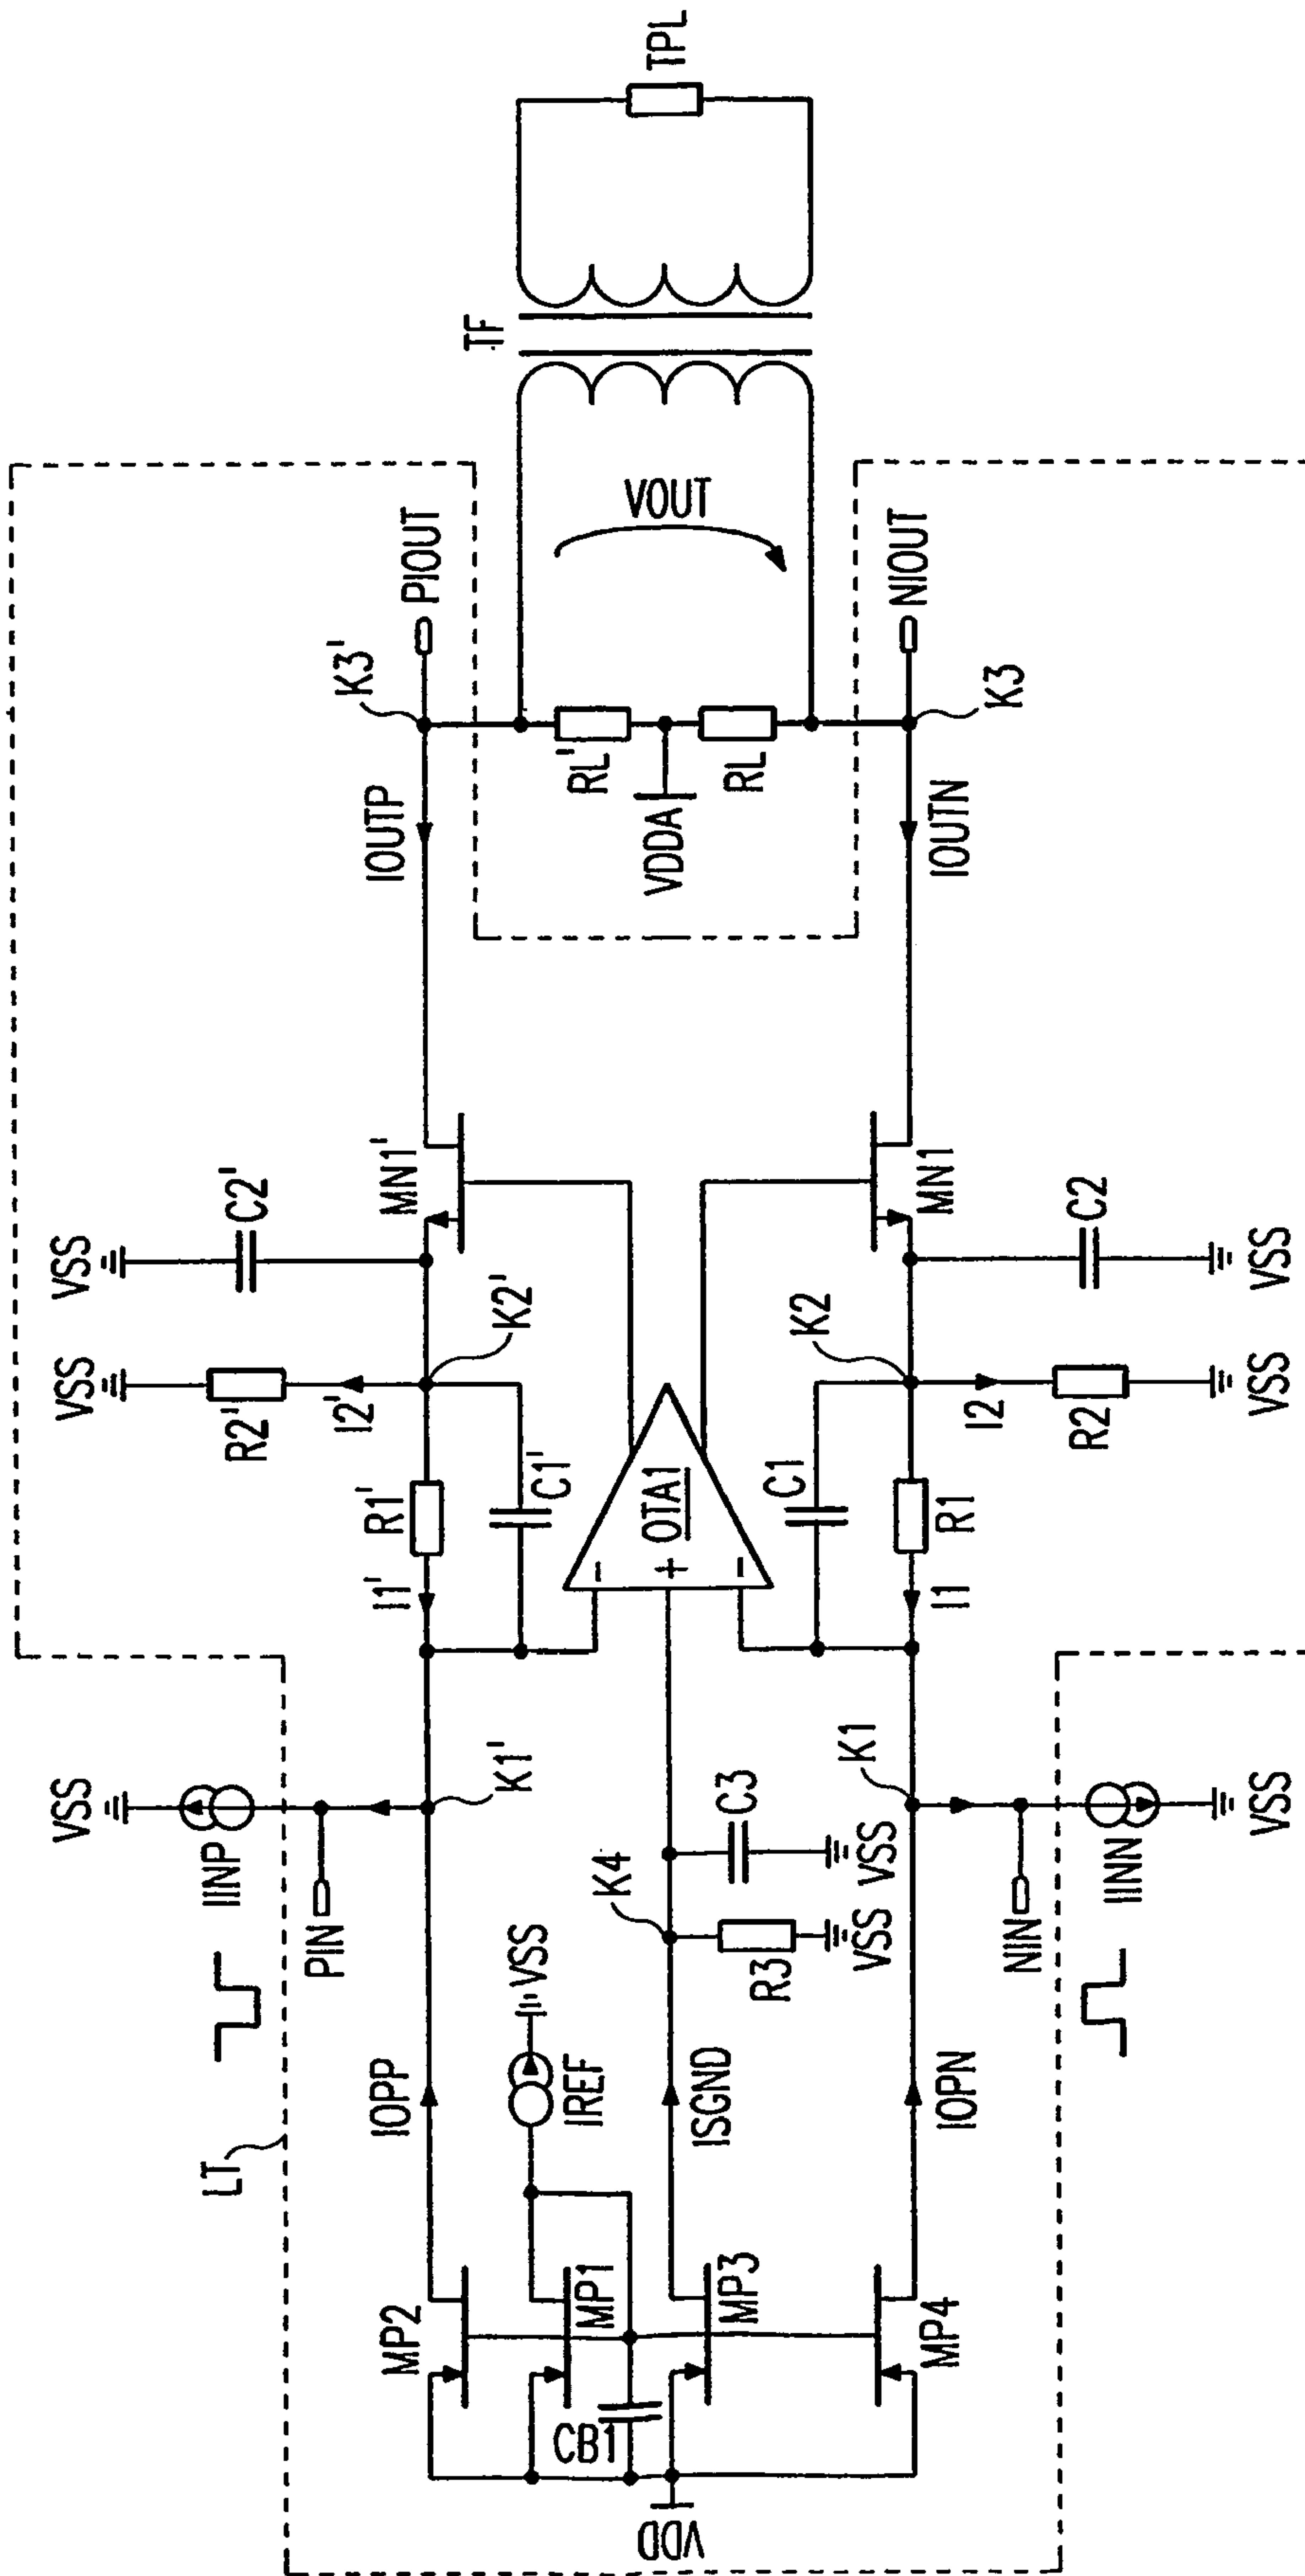 VSS
VSS
VSS
C2'
R2'
I2'
IINP
PIN
LT
K2'
MN1'
R1'
I1'
C1'
K1'
IOPP
MP2
IOUTP
K3'
PIOUT
IREF
VSS
MP1
CB1
VDD
OTA1
-
+
-
K4
C3
VSS
R3
VSS
ISGND
MP3
RL'
VDDA
RL
VOUT
TF
TPL
C1
K2
MN1
R1
I1
K1
IOPN
MP4
IOUTN
K3
NIOUT
I2
R2
C2
NIN
IINN
VSS
VSS
VSS